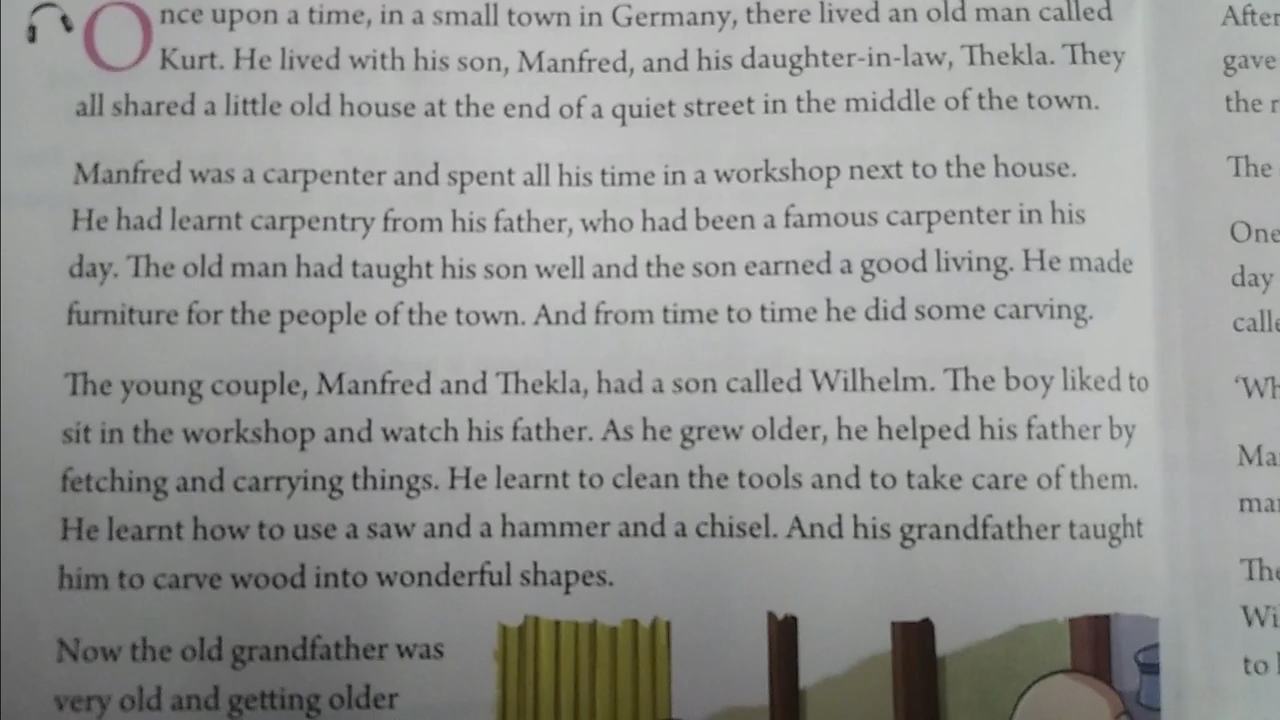 Once upon a time, in a small town in Germany, there lived an old man called
Kurt. He lived with his son, Manfred, and his daughter-in-law, Thekla. They
all shared a little old house at the end of a quiet street in the middle of the town.
Manfred was a carpenter and spent all his time in a workshop next to the house.
He had learnt carpentry from his father, who had been a famous carpenter in his
day. The old man had taught his son well and the son earned a good living. He made
furniture for the people of the town. And from time to time he did some carving.
The young couple, Manfred and Thekla, had a son called Wilhelm. The boy liked to
sit in the workshop and watch his father. As he grew older, he helped his father by
fetching and carrying things. He learnt to clean the tools and to take care of them.
He learnt how to use a saw and a hammer and a chisel. And his grandfather taught
him to carve wood into wonderful shapes.
Now the old grandfather was
very old and getting older
After
gave
the
The
One
day
to